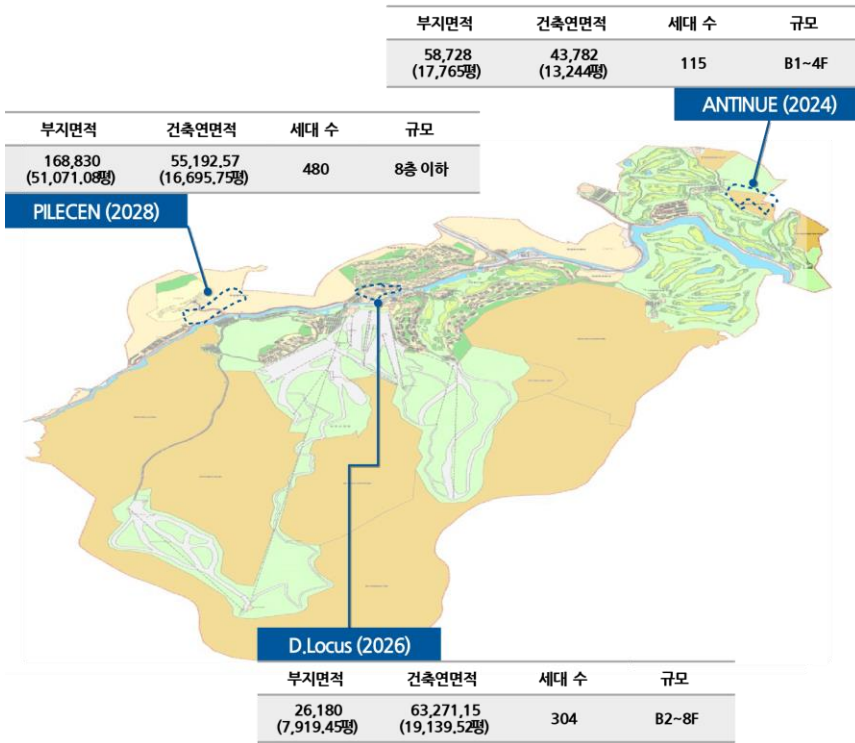 부지면적 건축연면적 세대 수 규모
58,728 43,782 115 B1~4F
(17,765평) (13,244평)
ANTINUE (2024)
부지면적 건축연면적 세대 수 규모
168,830 55,192,57 480 8층 이하
(51,071,08평) (16,695,75평)
PILECEN (2028)
D.Locus (2026)
부지면적 건축연면적 세대 수 규모
26,180 63,271,15 304 B2~8F
(7,919,45평) (19,139,52평)